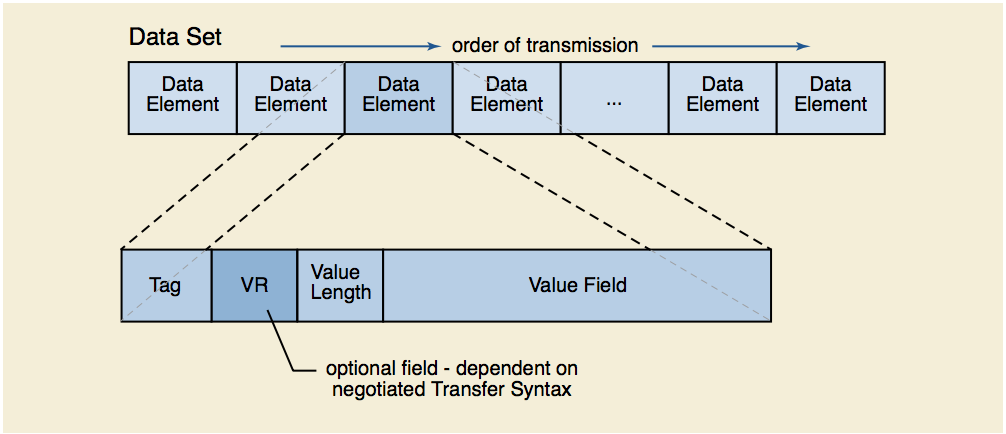 Data Set
order of transmission
Data
Element
Data
Element
Data
Element
Data
Element
...
Data
Element
Data
Element
Tag
VR
Value
Length
Value Field
optional field - dependent on
negotiated Transfer Syntax